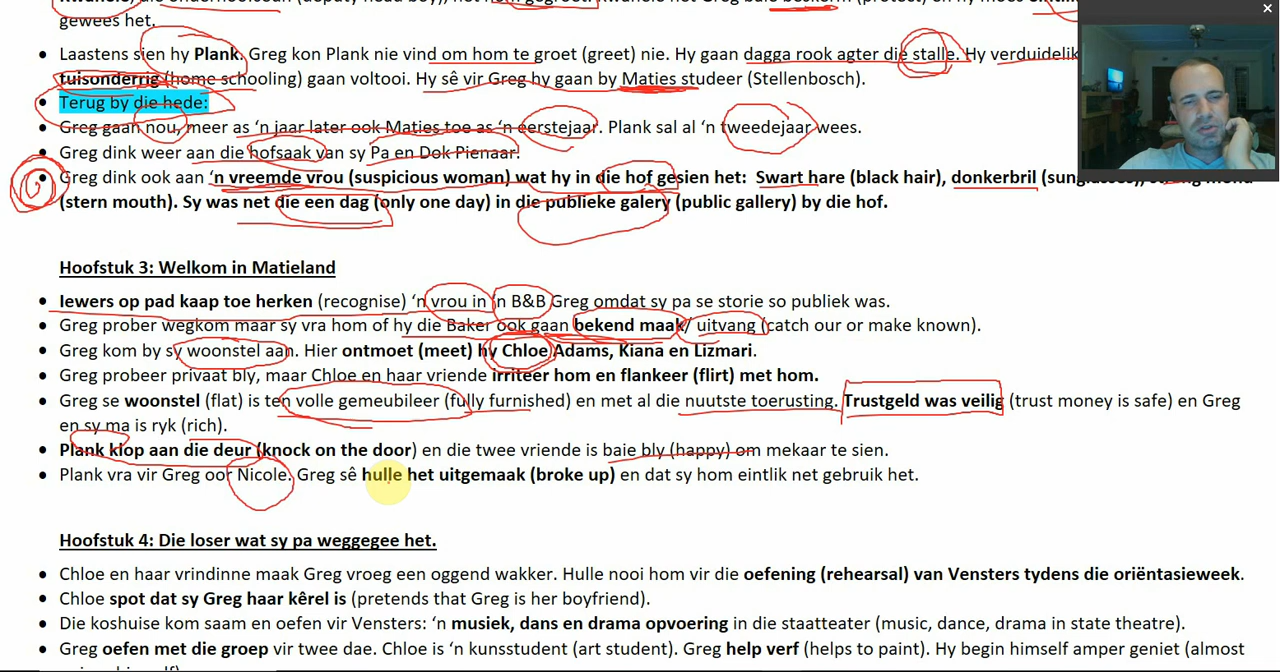 gewees het.
• Laastens sien hy Plank. Greg kon Plank nie vind om hom te groet (greet) nie. Hy gaan dagga rook agter die stalle. Hy verduidelik
tuisonderrig (home schooling) gaan voltooi. Hy sê vir Greg hy gaan by Maties studeer (Stellenbosch).
• Terug by die hede:
• Greg gaan nou, meer as ‘n jaar later ook Maties toe as ‘n eerstejaar. Plank sal al ‘n tweedejaar wees.
• Greg dink weer aan die hofsaak van sy Pa en Dok Pienaar.
• Greg dink ook aan ‘n vreemde vrou (suspicious woman) wat hy in die hof gesien het: Swart hare (black hair), donkerbril
(stern mouth). Sy was net die een dag (only one day) in die publieke galery (public gallery) by die hof.
Hoofstuk 3: Welkom in Matieland
• Iewers op pad kaap toe herken (recognise) ‘n vrou in ‘n B&B Greg omdat sy pa se storie so publiek was.
• Greg prober wegkom maar sy vra hom of hy die Baker ook gaan bekend maak/ uitvang (catch our or make known).
• Greg kom by sy woonstel aan. Hier ontmoet (meet) hy Chloe Adams, Kiana en Lizmari.
• Greg probeer privaat bly, maar Chloe en haar vriende irriteer hom en flankeer (flirt) met hom.
• Greg se woonstel (flat) is ten volle gemeubileer (fully furnished) en met al die nuutste toerusting. Trustgeld was veilig (trust money is safe) en Greg
en sy ma is ryk (rich).
• Plank klop aan die deur (knock on the door) en die twee vriende is baie bly (happy) om mekaar te sien.
• Plank vra vir Greg oor Nicole. Greg sê hulle het uitgemaak (broke up) en dat sy hom eintlik net gebruik het.
Hoofstuk 4: Die loser wat sy pa weggegee het.
• Chloe en haar vrindinne maak Greg vroeg een oggend wakker. Hulle nooi hom vir die oefening (rehearsal) van Vensters tydens die oriëntasieweek.
• Chloe spot dat sy Greg haar kêrel is (pretends that Greg is her boyfriend).
• Die koshuise kom saam en oefen vir Vensters: ‘n musiek, dans en drama opvoering in die staatteater (music, dance, drama in state theatre).
• Greg oefen met die groep vir twee dae. Chloe is ‘n kunsstudent (art student). Greg help verf (helps to paint). Hy begin himself amper geniet (almost